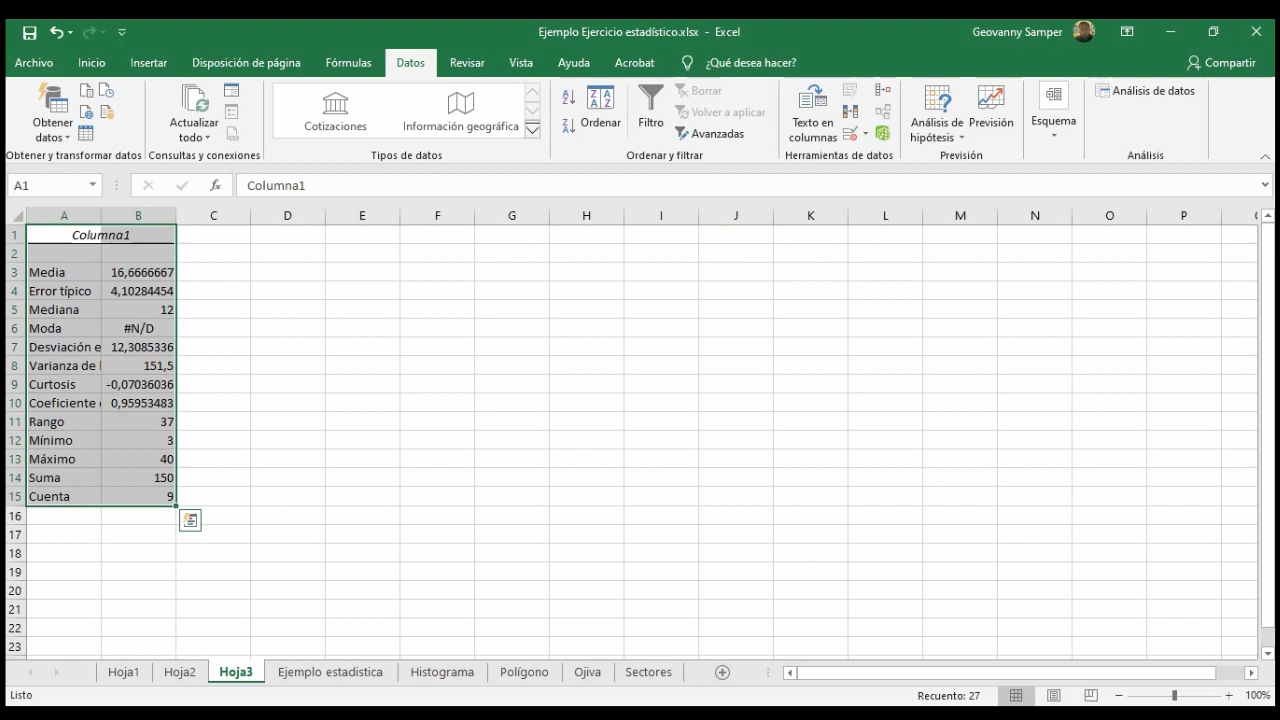 Ejemplo Ejercicio estadístico.xlsx - Excel
Geovanny Samper
Archivo Inicio Insertar Disposición de página Fórmulas Datos Revisar Vista Ayuda Acrobat ¿Qué desea hacer? Compartir
Obtener datos
Actualizar todo
Cotizaciones
Información geográfica
Ordenar
Filtro
Borrar
Volver a aplicar
Avanzadas
Texto en columnas
Análisis de hipótesis
Previsión
Esquema
Análisis de datos
Obtener y transformar datos Consultas y conexiones Tipos de datos Ordenar y filtrar Herramientas de datos Previsión Análisis
A1 fx Columna1
A B C D E F G H I J K L M N O P
1 Columna1
2
3 Media 16,6666667
4 Error típico 4,10284454
5 Mediana 12
6 Moda #N/D
7 Desviación e 12,3085336
8 Varianza de 151,5
9 Curtosis -0,07036036
10 Coeficiente 0,95953483
11 Rango 37
12 Mínimo 3
13 Máximo 40
14 Suma 150
15 Cuenta 9
16
17
18
19
20
21
22
23
Hoja1 Hoja2 Hoja3 Ejemplo estadistica Histograma Polígono Ojiva Sectores
Listo Recuento: 27 100%